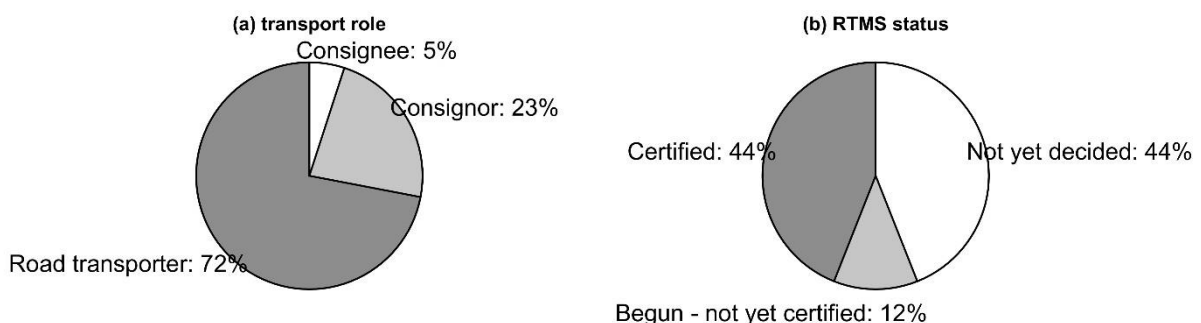 (a) transport role
Consignee: 5%
Consignor: 23%
Road transporter: 72%
(b) RTMS status
Certified: 44%
Not yet decided: 44%
Begun - not yet certified: 12%